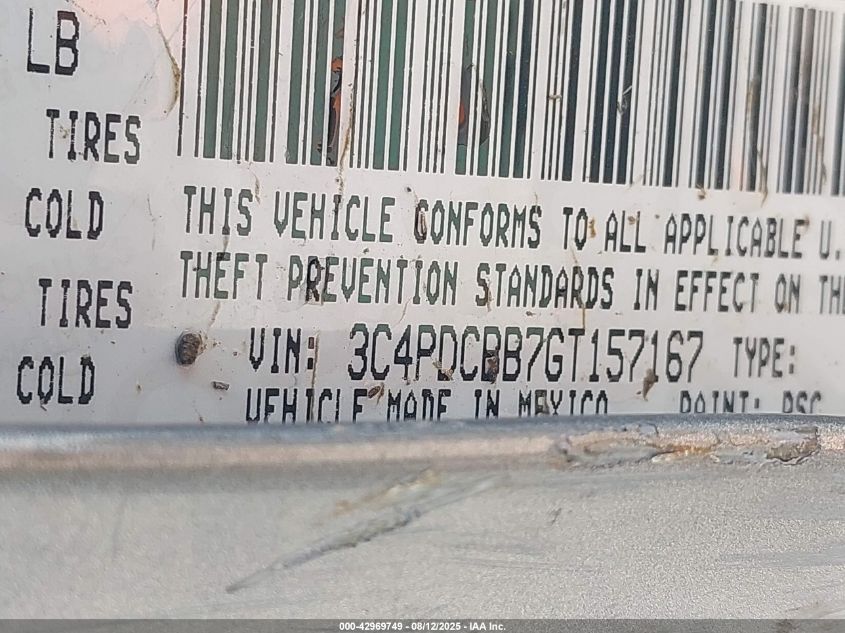 LB
TIRES
COLD
TIRES
COLD
THIS VEHICLE CONFORMS TO ALL APPLICABLE U.
THEFT PREVENTION STANDARDS IN EFFECT ON TH
VIN: 3C4PDCBB7GT157167 TYPE:
VEHICLE MADE IN MEXICO PAINT: PSC
000-42969749 - 08/12/2025 - IAA Inc.